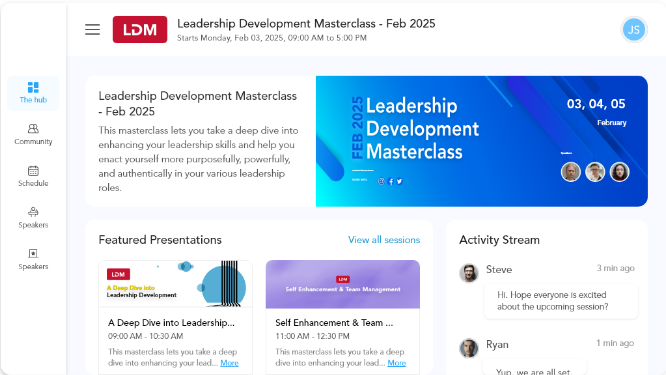 LDM
Leadership Development Masterclass - Feb 2025
Starts Monday, Feb 03, 2025, 09:00 AM to 5:00 PM
JS
The hub
Community
Schedule
Speakers
Speakers
Leadership Development Masterclass
- Feb 2025
This masterclass lets you take a deep dive into
enhancing your leadership skills and help you
enact yourself more purposefully, powerfully,
and authentically in your various leadership
roles.
FEB 2025
Leadership
Development
Masterclass
03, 04, 05
February
Featured Presentations
View all sessions
LDM
A Deep Dive into
Leadership Development
A Deep Dive into Leadership...
09:00 AM - 10:30 AM
This masterclass lets you take a deep
dive into enhancing your lead... More
LDM
Self Enhancement & Team Management
Self Enhancement & Team ...
11:00 AM - 12:30 PM
This masterclass lets you take a deep
dive into enhancing your lead... More
Activity Stream
Steve
3 min ago
Hi. Hope everyone is excited
about the upcoming session?
Ryan
1 min ago
Yup, we are all set.